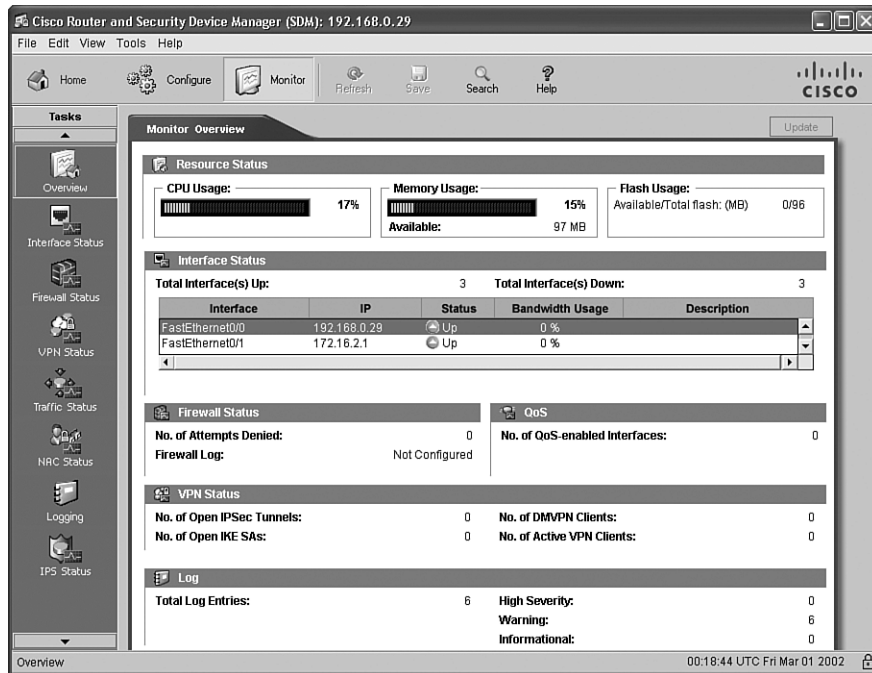 Cisco Router and Security Device Manager (SDM): 192.168.0.29
File Edit View Tools Help
Home Configure Monitor Refresh Save Search Help
CISCO
Tasks
Overview
Interface Status
Firewall Status
VPN Status
Traffic Status
NAC Status
Logging
IPS Status
Monitor Overview Update
Resource Status
CPU Usage: Memory Usage: Flash Usage:
17% 15% Available/Total flash: (MB) 0/96
Available: 97 MB
Interface Status
Total Interface(s) Up: 3 Total Interface(s) Down: 3
Interface IP Status Bandwidth Usage Description
FastEthernet0/0 192.168.0.29 Up 0 %
FastEthernet0/1 172.16.2.1 Up 0 %
Firewall Status QoS
No. of Attempts Denied: 0 No. of QoS-enabled Interfaces: 0
Firewall Log: Not Configured
VPN Status
No. of Open IPSec Tunnels: 0 No. of DMVPN Clients: 0
No. of Open IKE SAs: 0 No. of Active VPN Clients: 0
Log
Total Log Entries: 6 High Severity: 0
Warning: 6
Informational: 0
Overview 00:18:44 UTC Fri Mar 01 2002